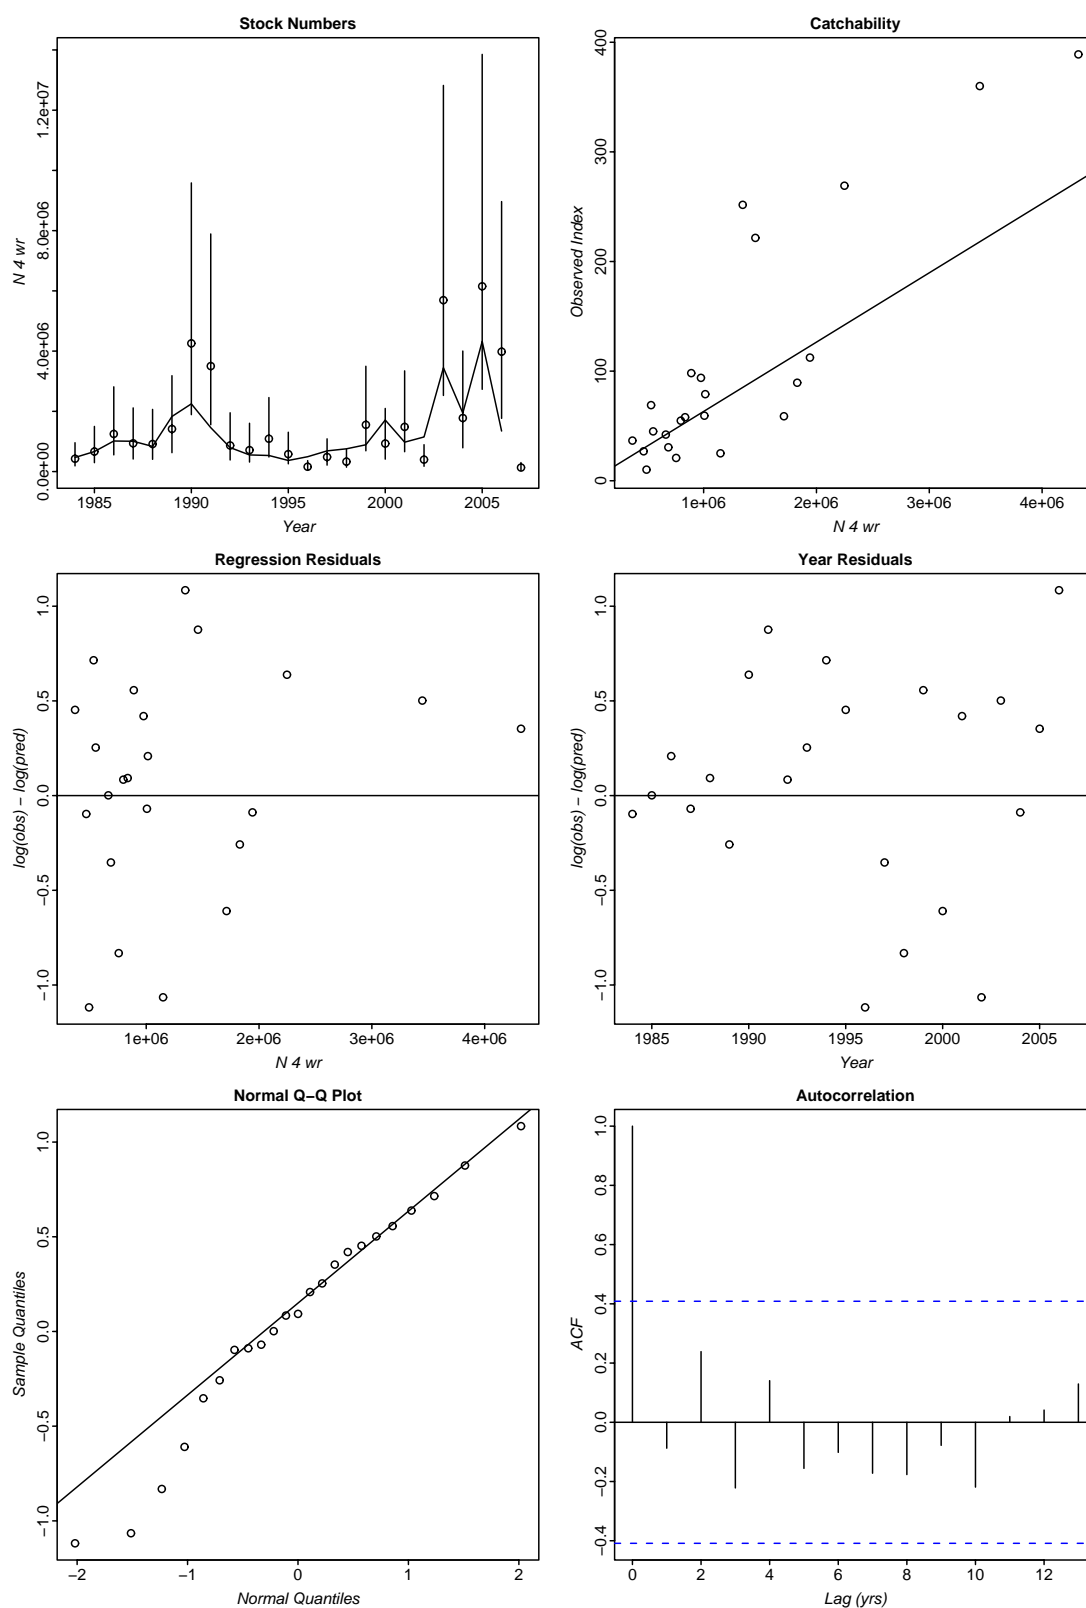 Stock Numbers
N 4 wr
0.0e+00 4.0e+06 8.0e+06 1.2e+07
1985 1990 1995 2000 2005
Year
Catchability
Observed Index
0 100 200 300 400
1e+06 2e+06 3e+06 4e+06
N 4 wr
Regression Residuals
log(obs) − log(pred)
−1.0 −0.5 0.0 0.5 1.0
1e+06 2e+06 3e+06 4e+06
N 4 wr
Year Residuals
log(obs) − log(pred)
−1.0 −0.5 0.0 0.5 1.0
1985 1990 1995 2000 2005
Year
Normal Q−Q Plot
Sample Quantiles
−1.0 −0.5 0.0 0.5 1.0
−2 −1 0 1 2
Normal Quantiles
Autocorrelation
ACF
−0.4 −0.2 0.0 0.2 0.4 0.6 0.8 1.0
0 2 4 6 8 10 12
Lag (yrs)